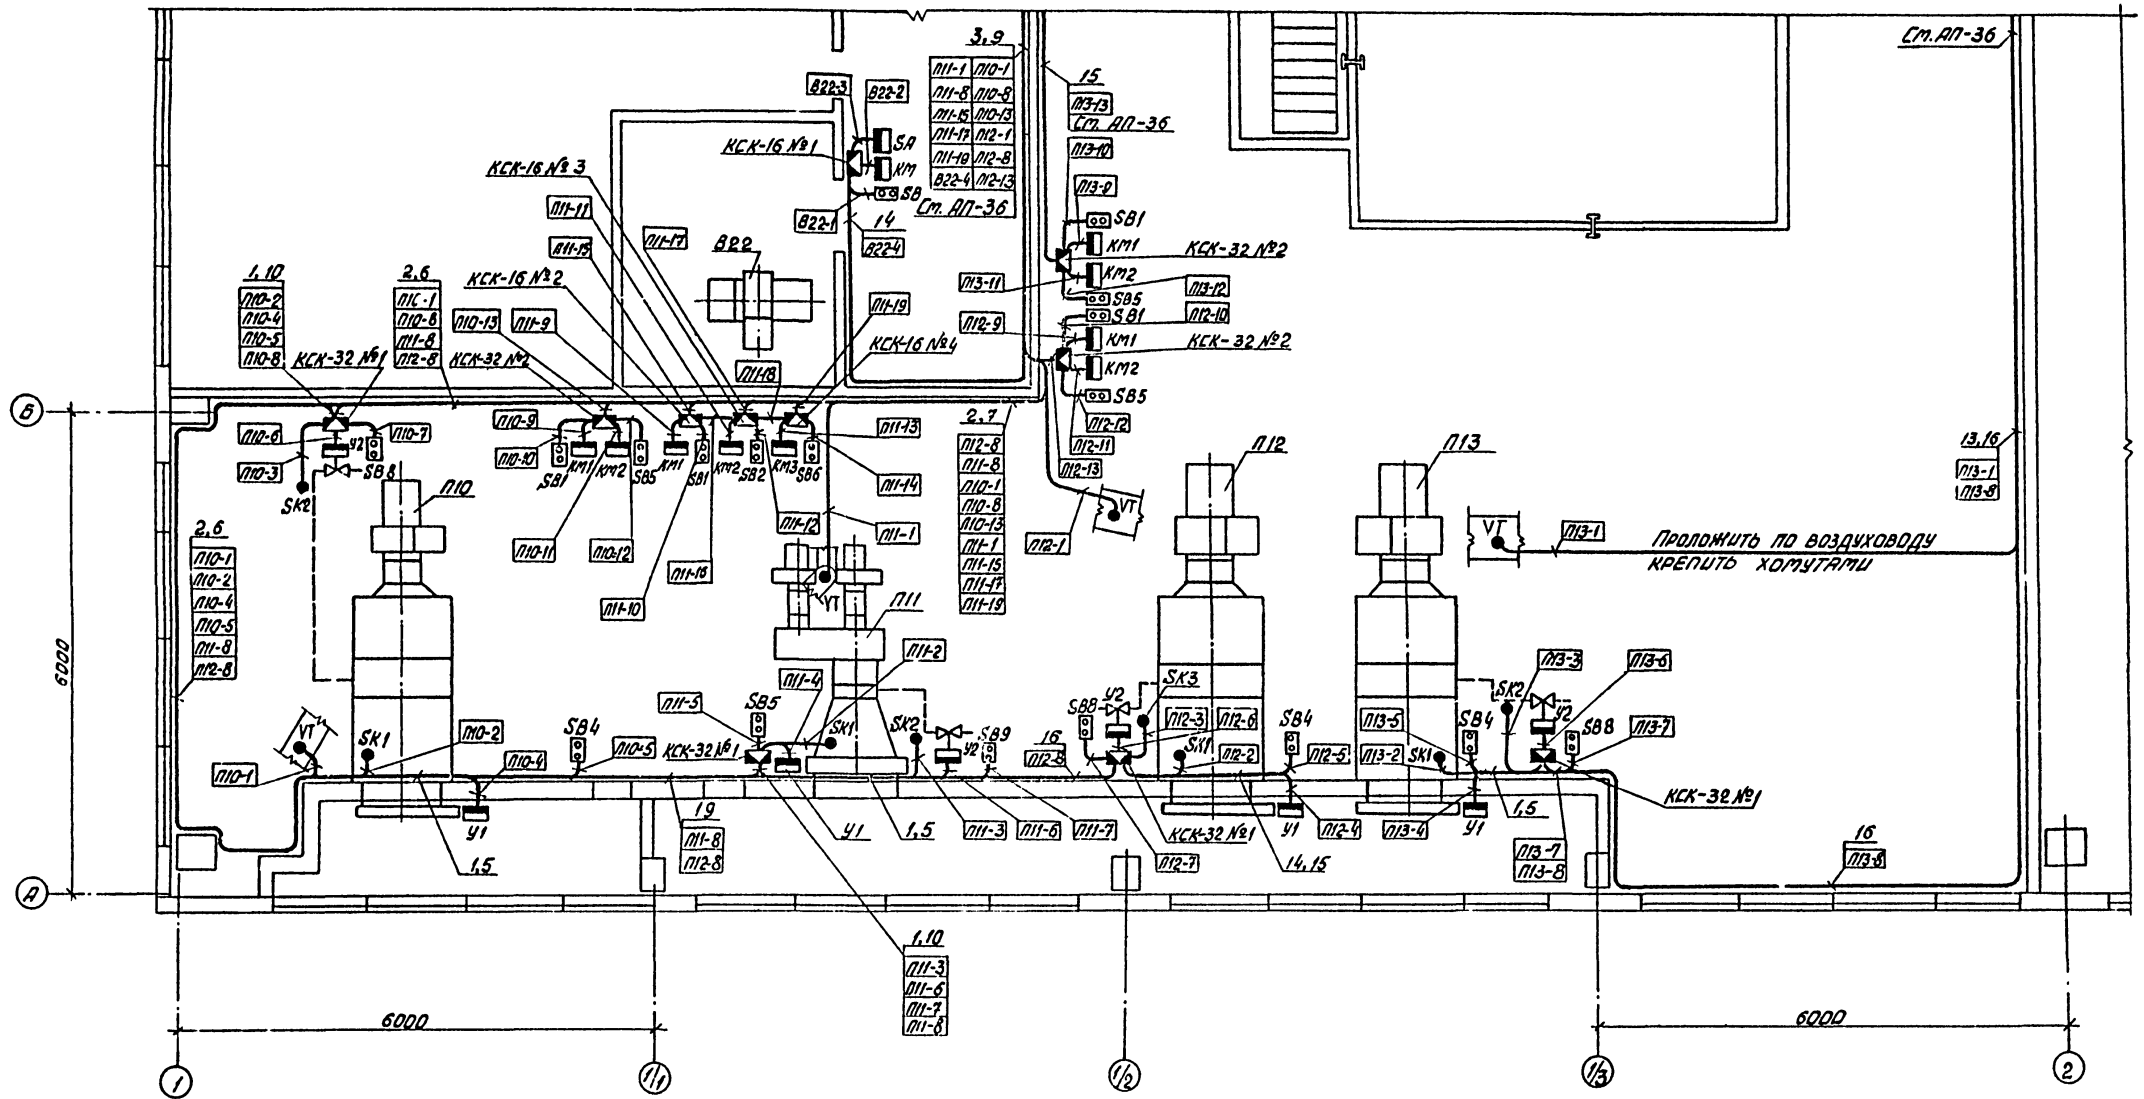 3,9
П11-1 П10-1
П11-8 П10-8
П11-15 П10-13
П11-17 П12-1
П11-19 П12-8
В22-4 П12-13
См. АП-36
15
П13-13
См. АП-36
См. АП-36
В22-3
В22-2
SA
КСК-16 №1
KM
SB
В22-1
14
В22-4
КСК-16 №3
П11-11
П11-15
П11-17
В22
КСК-16 №2
П13-10
П13-9
SB1
KM1
КСК-32 №2
KM2
П13-11
П13-12
SB5
SB1
П12-10
П12-9
KM1
КСК-32 №2
KM2
SB5
П12-12
П12-11
П12-13
1,10
П10-2
П10-4
П10-5
П10-8
КСК-32 №1
2,6
П10-1
П10-8
П11-8
П12-8
П10-13
П11-9
КСК-32 №2
П11-19
КСК-16 №4
П11-18
Б
П10-6
У2
П10-7
П10-3
SB8
SK2
П10
П10-9
П10-10
SB1
KM1
KM2
SB5
KM1
SB1
KM2
SB2
KM3
SB6
П11-13
П11-14
П10-11
П10-12
П11-16
П11-10
П11-12
П11-1
2,7
П12-8
П11-8
П10-1
П10-8
П10-13
П11-1
П11-15
П11-17
П11-19
П12
П13
VT
П12-1
VT
П13-1
Проложить по воздуховоду
крепить хомутами
13,16
П13-1
П13-8
2,6
П10-1
П10-2
П10-4
П10-5
П11-8
П12-8
6000
VT
П11
П11-2
П11-4
П11-5
SB5
SK1
SK2
У2
SB9
КСК-32 №1
VT
SK1
П10-2
SB4
П10-5
П10-1
П10-4
У1
1,5
19
П11-8
П12-8
У1
1,5
П11-3
П11-6
П11-7
16
П12-8
SB8
У2
SK3
П12-3
П12-6
SK1
П12-2
SB4
П12-5
П12-7
КСК-32 №1
14,15
У1
П12-4
П13-5
SB4
П13-2
SK1
SK2
П13-3
У2
П13-6
SB8
П13-7
П13-4
У1
1,5
КСК-32 №1
П13-7
П13-8
16
П13-8
А
1,10
П11-3
П11-6
П11-7
П11-8
6000
6000
1
1/1
1/2
1/3
2